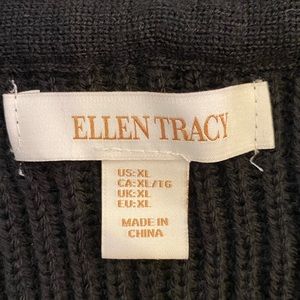 ELLEN TRACY
US:XL
CA:XL/TG
UK:XL
EU:XL
MADE IN
CHINA